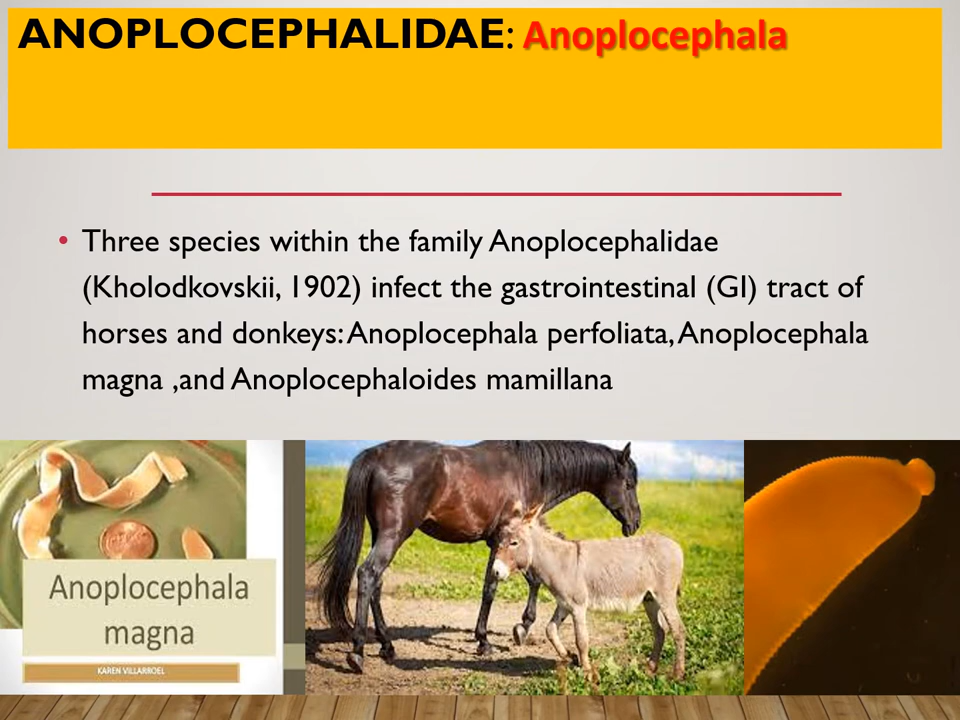 ANOPLOCEPHALIDAE: Anoplocephala
• Three species within the family Anoplocephalidae
(Kholodkovskii, 1902) infect the gastrointestinal (GI) tract of
horses and donkeys: Anoplocephala perfoliata, Anoplocephala
magna ,and Anoplocephaloides mamillana
Anoplocephala
magna
KAREN VILLARROEL